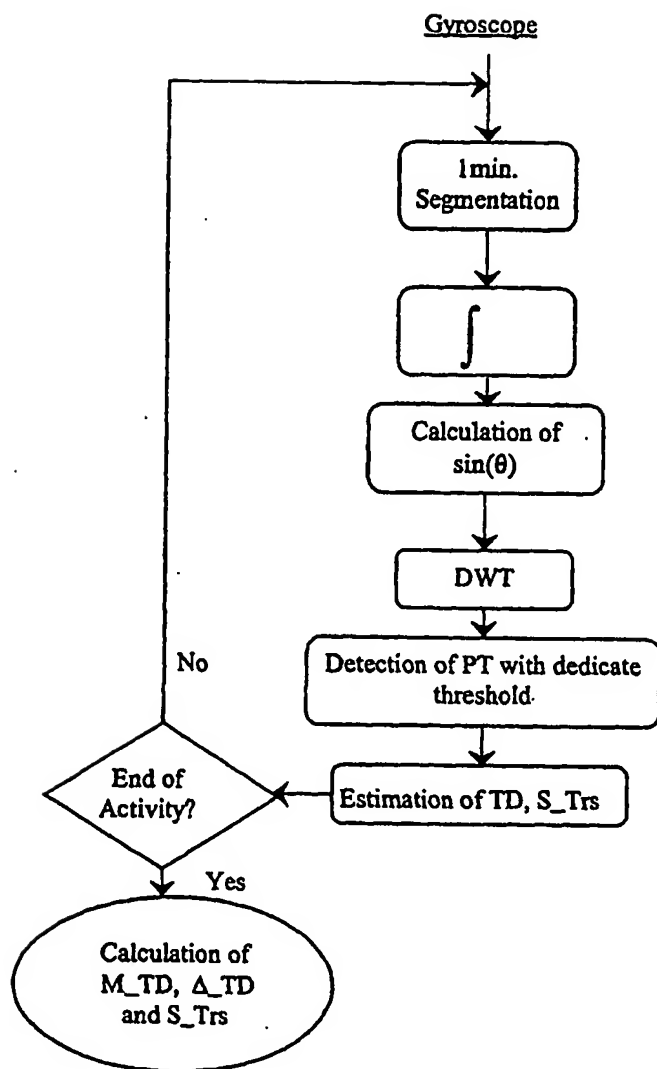 Gyroscope
1min.
Segmentation
∫
Calculation of
sin(θ)
DWT
Detection of PT with dedicate
threshold
Estimation of TD, S_Trs
End of
Activity?
No
Yes
Calculation of
M_TD, Δ_TD
and S_Trs